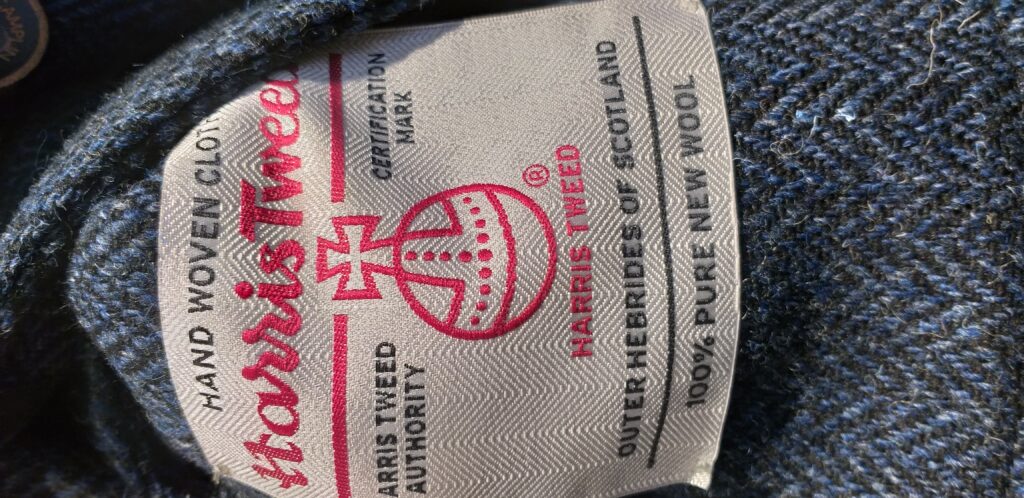 HAND WOVEN CLOTH
Harris Tweed
ARRIS TWEED
AUTHORITY
CERTIFICATION
MARK
®
HARRIS TWEED
OUTER HEBRIDES OF SCOTLAND
100% PURE NEW WOOL